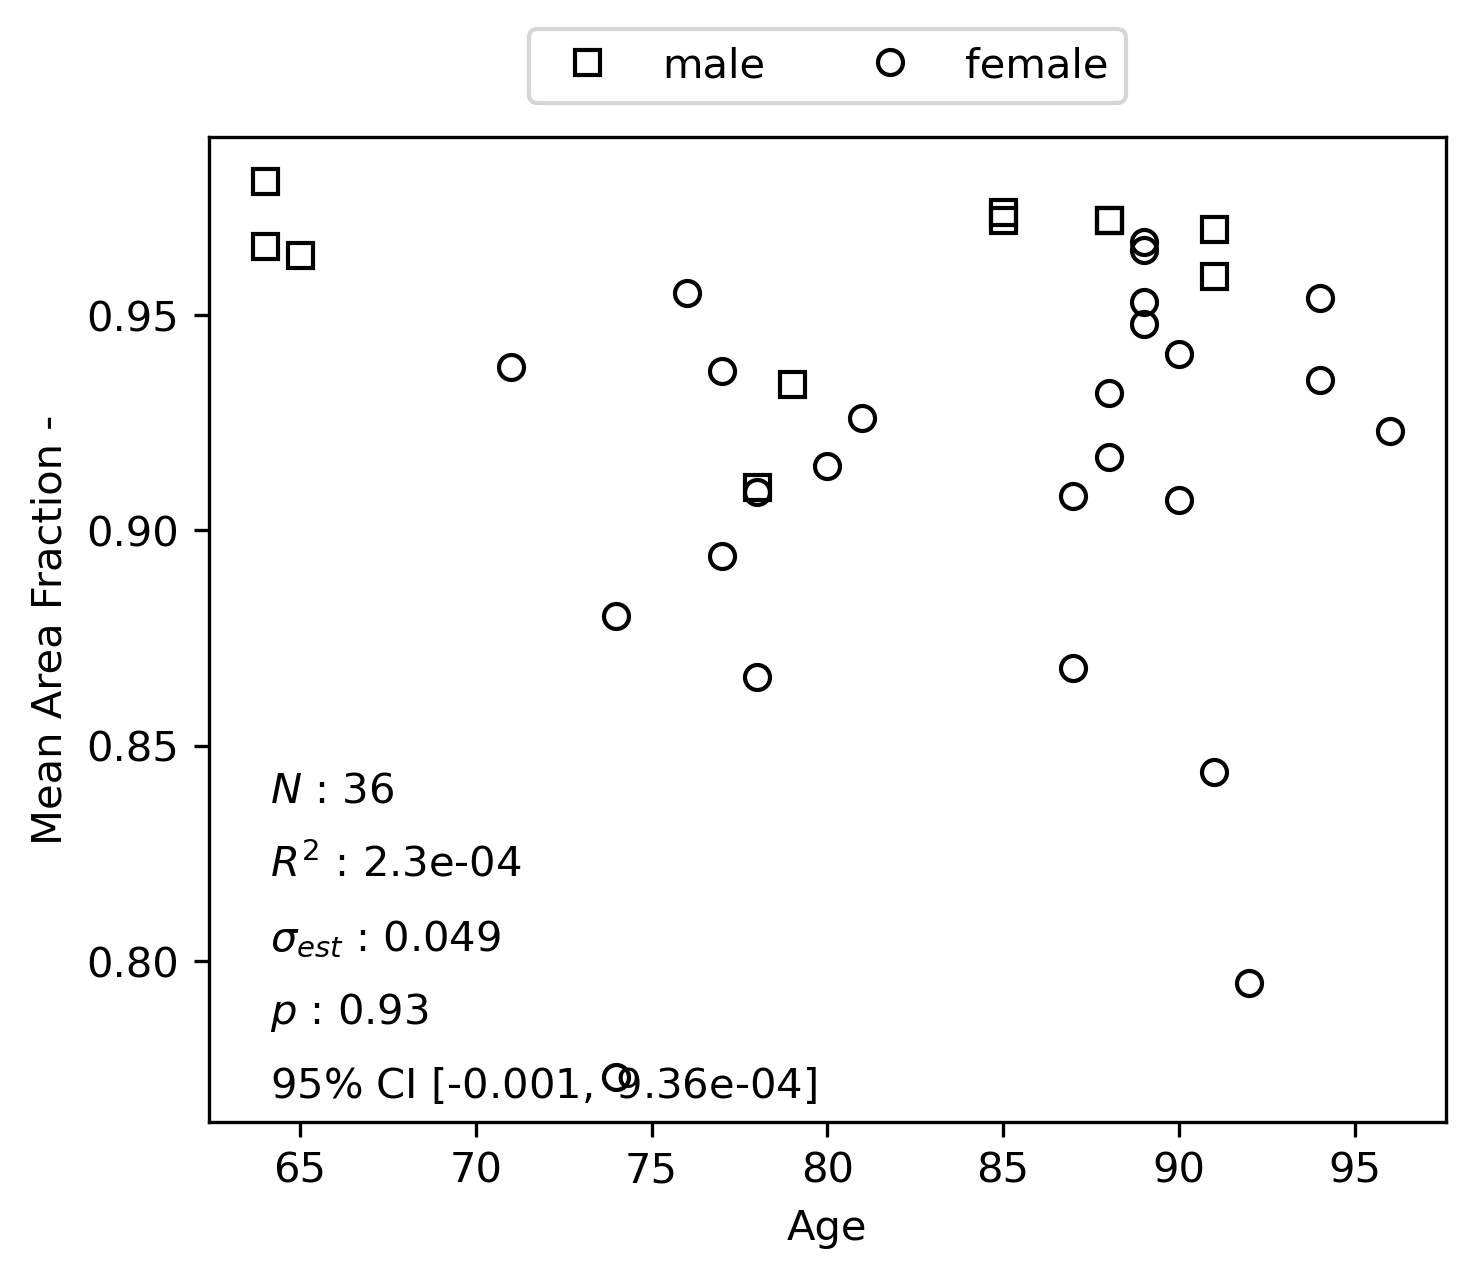 male female
Mean Area Fraction -
0.95
0.90
0.85
0.80
N : 36
R² : 2.3e-04
σest : 0.049
p : 0.93
95% CI [-0.001, 9.36e-04]
65 70 75 80 85 90 95
Age